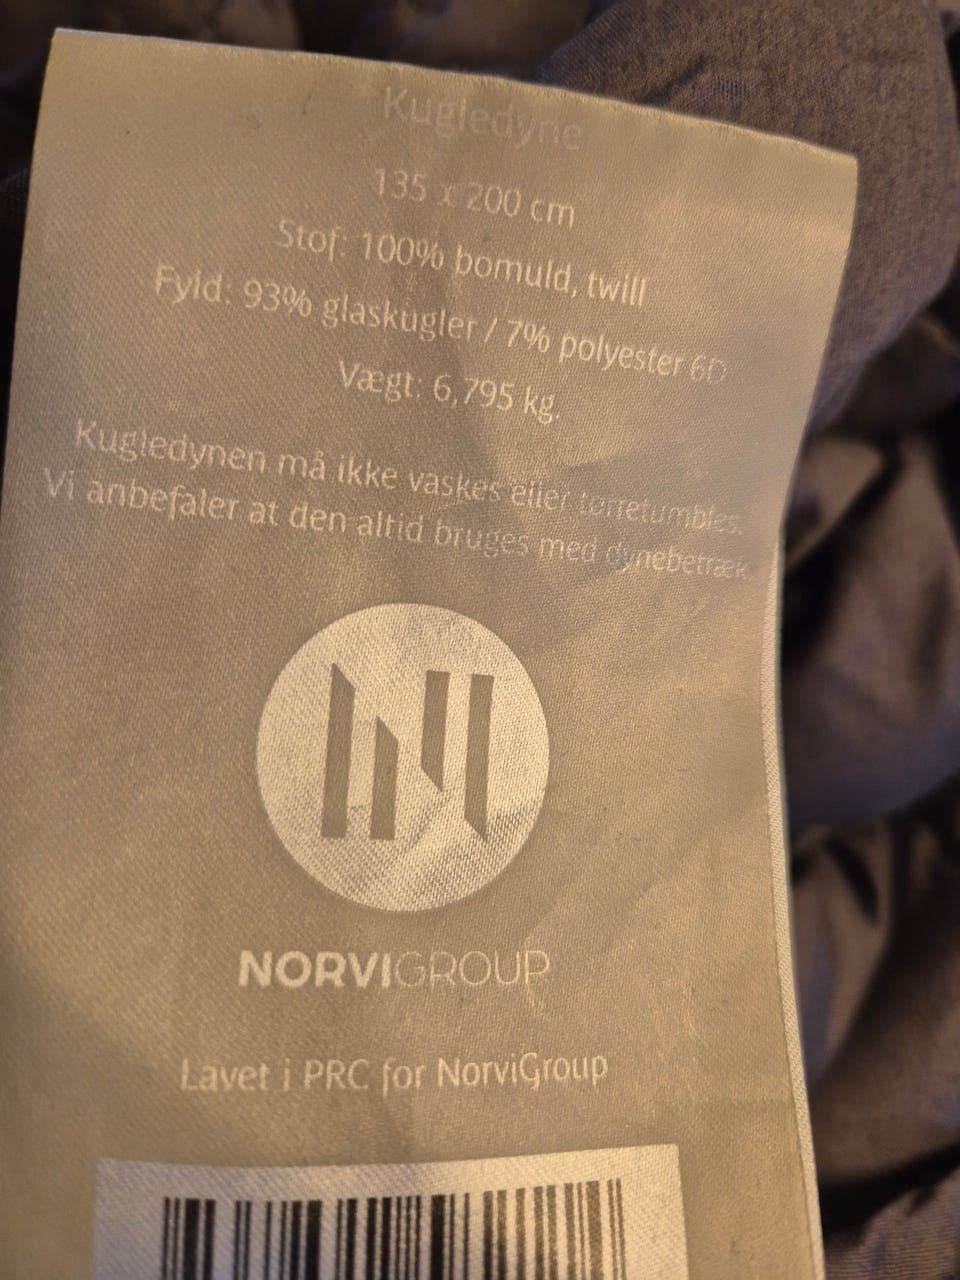 Kugledyne
135 x 200 cm
Stof: 100% bomuld, twill
Fyld: 93% glaskugler / 7% polyester 6D
Vægt: 6,795 kg.
Kugledynen må ikke vaskes eller tørretumbles.
Vi anbefaler at den altid bruges med dynebetræk.
NORVIGROUP
Lavet i PRC for NorviGroup